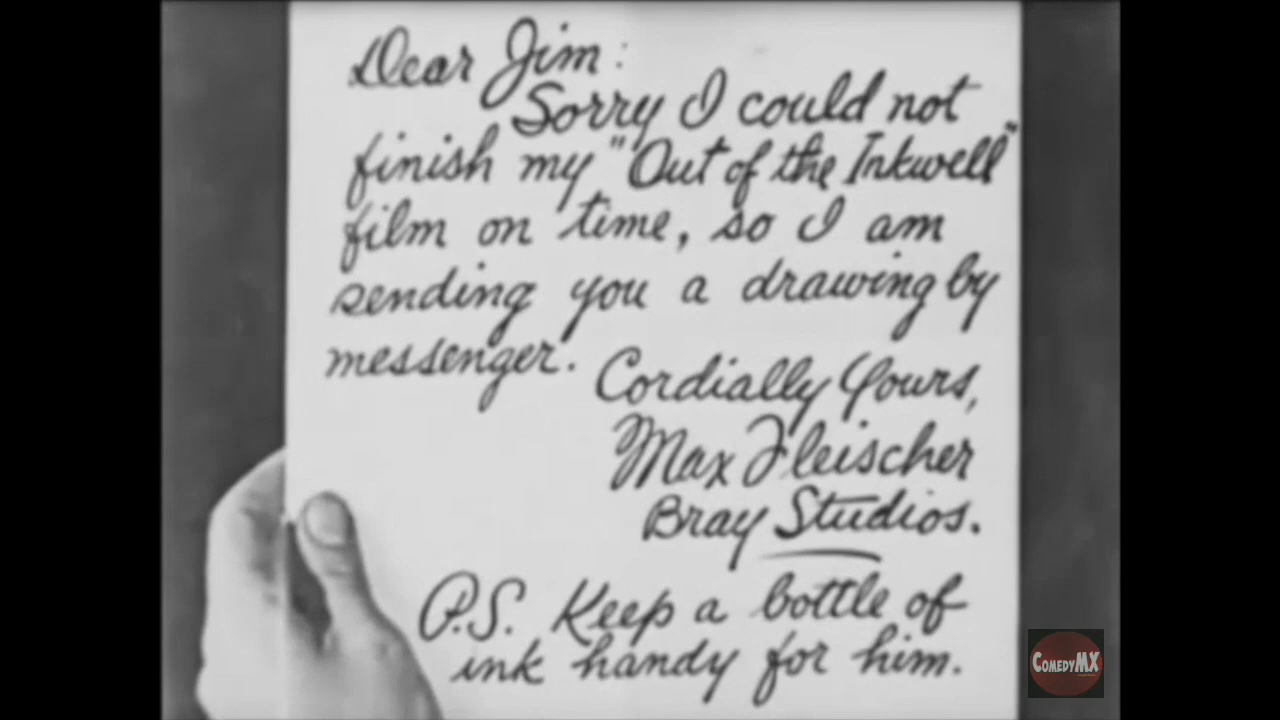 Dear Jim:
Sorry I could not
finish my "Out of the Inkwell"
film on time, so I am
sending you a drawing by
messenger.
Cordially Yours,
Max Fleischer
Bray Studios.
P.S. Keep a bottle of
ink handy for him.
COMEDYMX